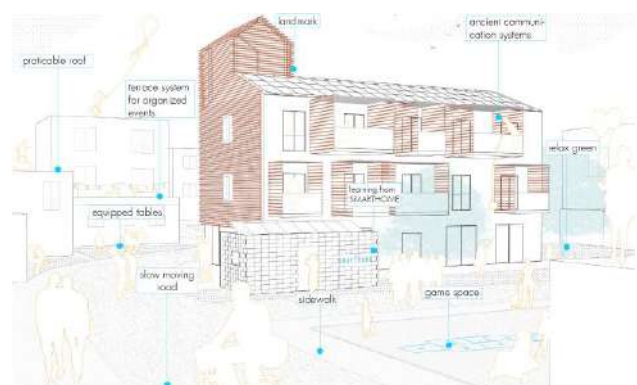 landmark
ancient communi-
cation systems
praticable roof
terrace system
for organized
events
relax green
learning from
SMARTHOME
equipped tables
slow moving
road
sidewalk
game space